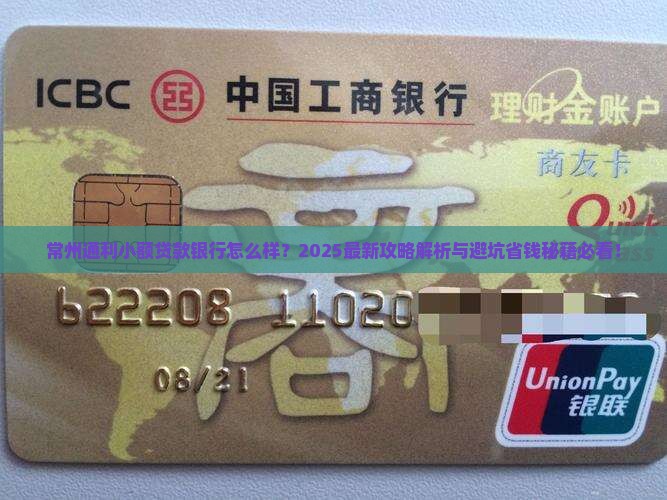 ICBC 中国工商银行 理财金账户
商友卡
Quick
常州通利小额贷款银行怎么样？2025最新攻略解析与避坑省钱秘籍必看！
622208 11020
商
08/21
UnionPay
银联